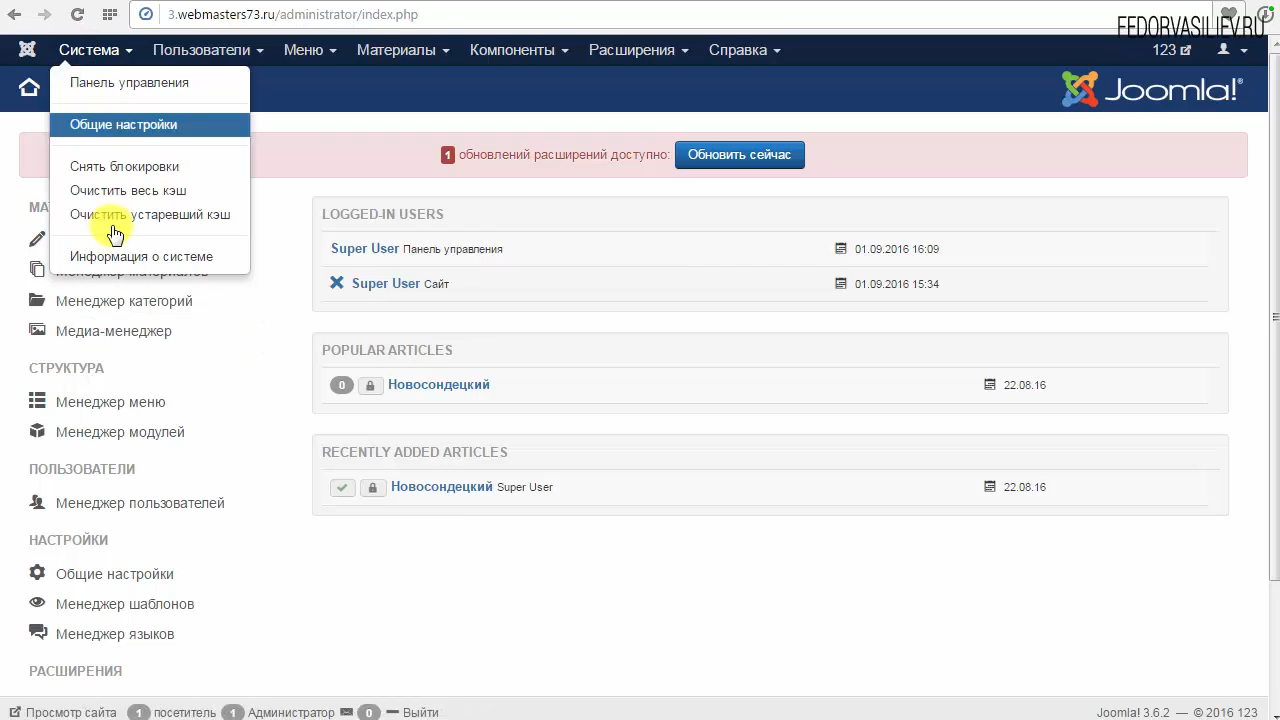 3.webmasters73.ru/administrator/index.php
FEDORVASILIEV.RU
Система Пользователи Меню Материалы Компоненты Расширения Справка 123
Joomla!®
Панель управления
Общие настройки
Снять блокировки
Очистить весь кэш
Очистить устаревший кэш
Информация о системе
1 обновлений расширений доступно: Обновить сейчас
МА
Менеджер материалов
Менеджер категорий
Медиа-менеджер
СТРУКТУРА
Менеджер меню
Менеджер модулей
ПОЛЬЗОВАТЕЛИ
Менеджер пользователей
НАСТРОЙКИ
Общие настройки
Менеджер шаблонов
Менеджер языков
РАСШИРЕНИЯ
LOGGED-IN USERS
Super User Панель управления 01.09.2016 16:09
Super User Сайт 01.09.2016 15:34
POPULAR ARTICLES
0 Новосондецкий 22.08.16
RECENTLY ADDED ARTICLES
Новосондецкий Super User 22.08.16
Просмотр сайта 1 посетитель 1 Администратор 0 Выйти Joomla! 3.6.2 — © 2016 123